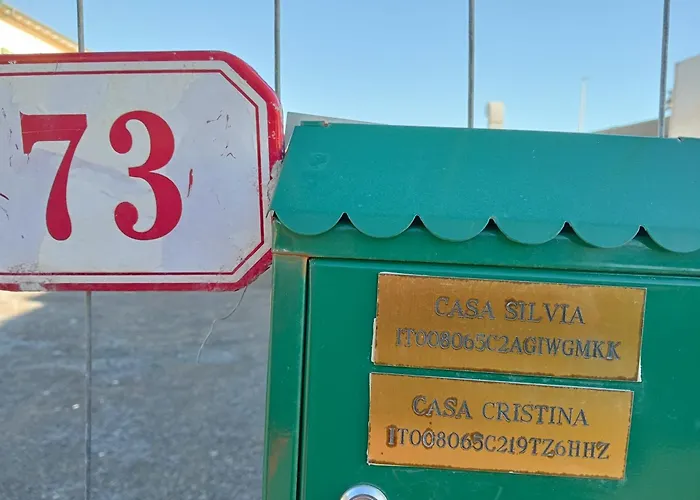 73
CASA SILVIA
IT008065C2AGIWGMKK
CASA CRISTINA
IT008065C219TZ6HHZ